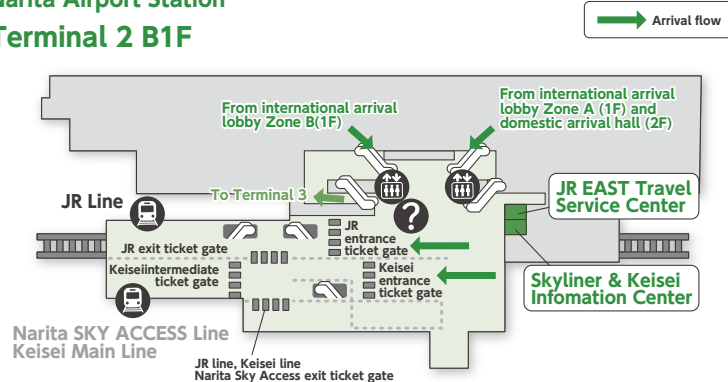 Narita Airport Station
Terminal 2 B1F
Arrival flow
From international arrival
lobby Zone B(1F)
From international arrival
lobby Zone A (1F) and
domestic arrival hall (2F)
To Terminal 3
JR Line
JR EAST Travel
Service Center
?
JR
entrance
ticket gate
JR exit ticket gate
Keiseiintermediate
ticket gate
Keisei
entrance
ticket gate
Skyliner & Keisei
Infomation Center
Narita SKY ACCESS Line
Keisei Main Line
JR line, Keisei line
Narita Sky Access exit ticket gate